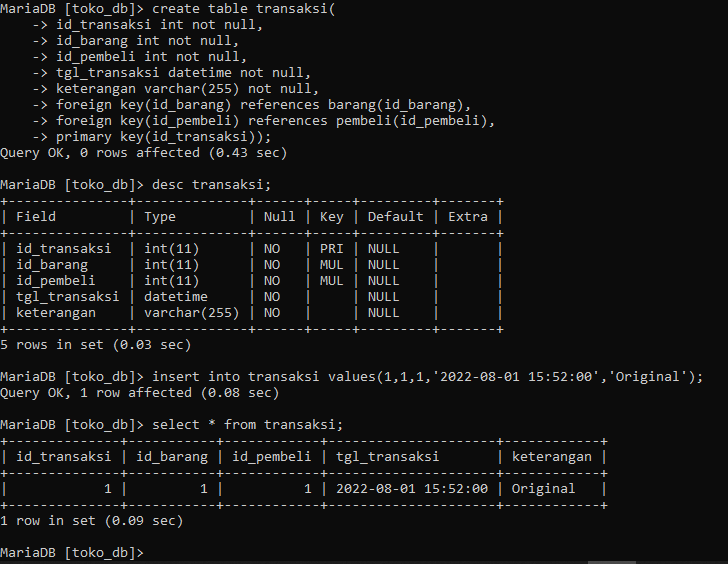 MariaDB [toko_db]> create table transaksi(
    -> id_transaksi int not null,
    -> id_barang int not null,
    -> id_pembeli int not null,
    -> tgl_transaksi datetime not null,
    -> keterangan varchar(255) not null,
    -> foreign key(id_barang) references barang(id_barang),
    -> foreign key(id_pembeli) references pembeli(id_pembeli),
    -> primary key(id_transaksi));
Query OK, 0 rows affected (0.43 sec)

MariaDB [toko_db]> desc transaksi;
+---------------+--------------+------+-----+---------+-------+
| Field         | Type         | Null | Key | Default | Extra |
+---------------+--------------+------+-----+---------+-------+
| id_transaksi  | int(11)      | NO   | PRI | NULL    |       |
| id_barang     | int(11)      | NO   | MUL | NULL    |       |
| id_pembeli    | int(11)      | NO   | MUL | NULL    |       |
| tgl_transaksi | datetime     | NO   |     | NULL    |       |
| keterangan    | varchar(255) | NO   |     | NULL    |       |
+---------------+--------------+------+-----+---------+-------+
5 rows in set (0.03 sec)

MariaDB [toko_db]> insert into transaksi values(1,1,1,'2022-08-01 15:52:00','Original');
Query OK, 1 row affected (0.08 sec)

MariaDB [toko_db]> select * from transaksi;
+--------------+-----------+------------+---------------------+------------+
| id_transaksi | id_barang | id_pembeli | tgl_transaksi       | keterangan |
+--------------+-----------+------------+---------------------+------------+
|            1 |         1 |          1 | 2022-08-01 15:52:00 | Original   |
+--------------+-----------+------------+---------------------+------------+
1 row in set (0.09 sec)

MariaDB [toko_db]>